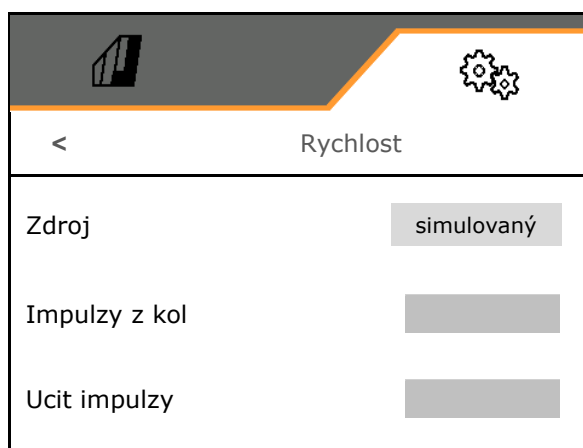 < Rychlost
Zdroj simulovaný
Impulzy z kol
Ucit impulzy